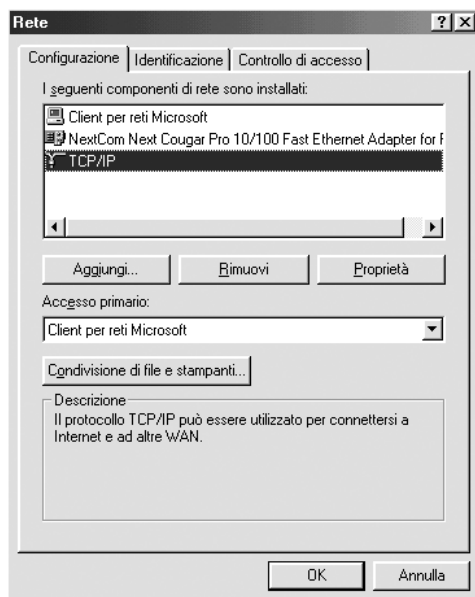 Rete
Configurazione Identificazione Controllo di accesso
I seguenti componenti di rete sono installati:
Client per reti Microsoft
NextCom Next Cougar Pro 10/100 Fast Ethernet Adapter for
TCP/IP
Aggiungi... Rimuovi Proprietà
Accesso primario:
Client per reti Microsoft
Condivisione di file e stampanti...
Descrizione
Il protocollo TCP/IP può essere utilizzato per connettersi a
Internet e ad altre WAN.
OK Annulla